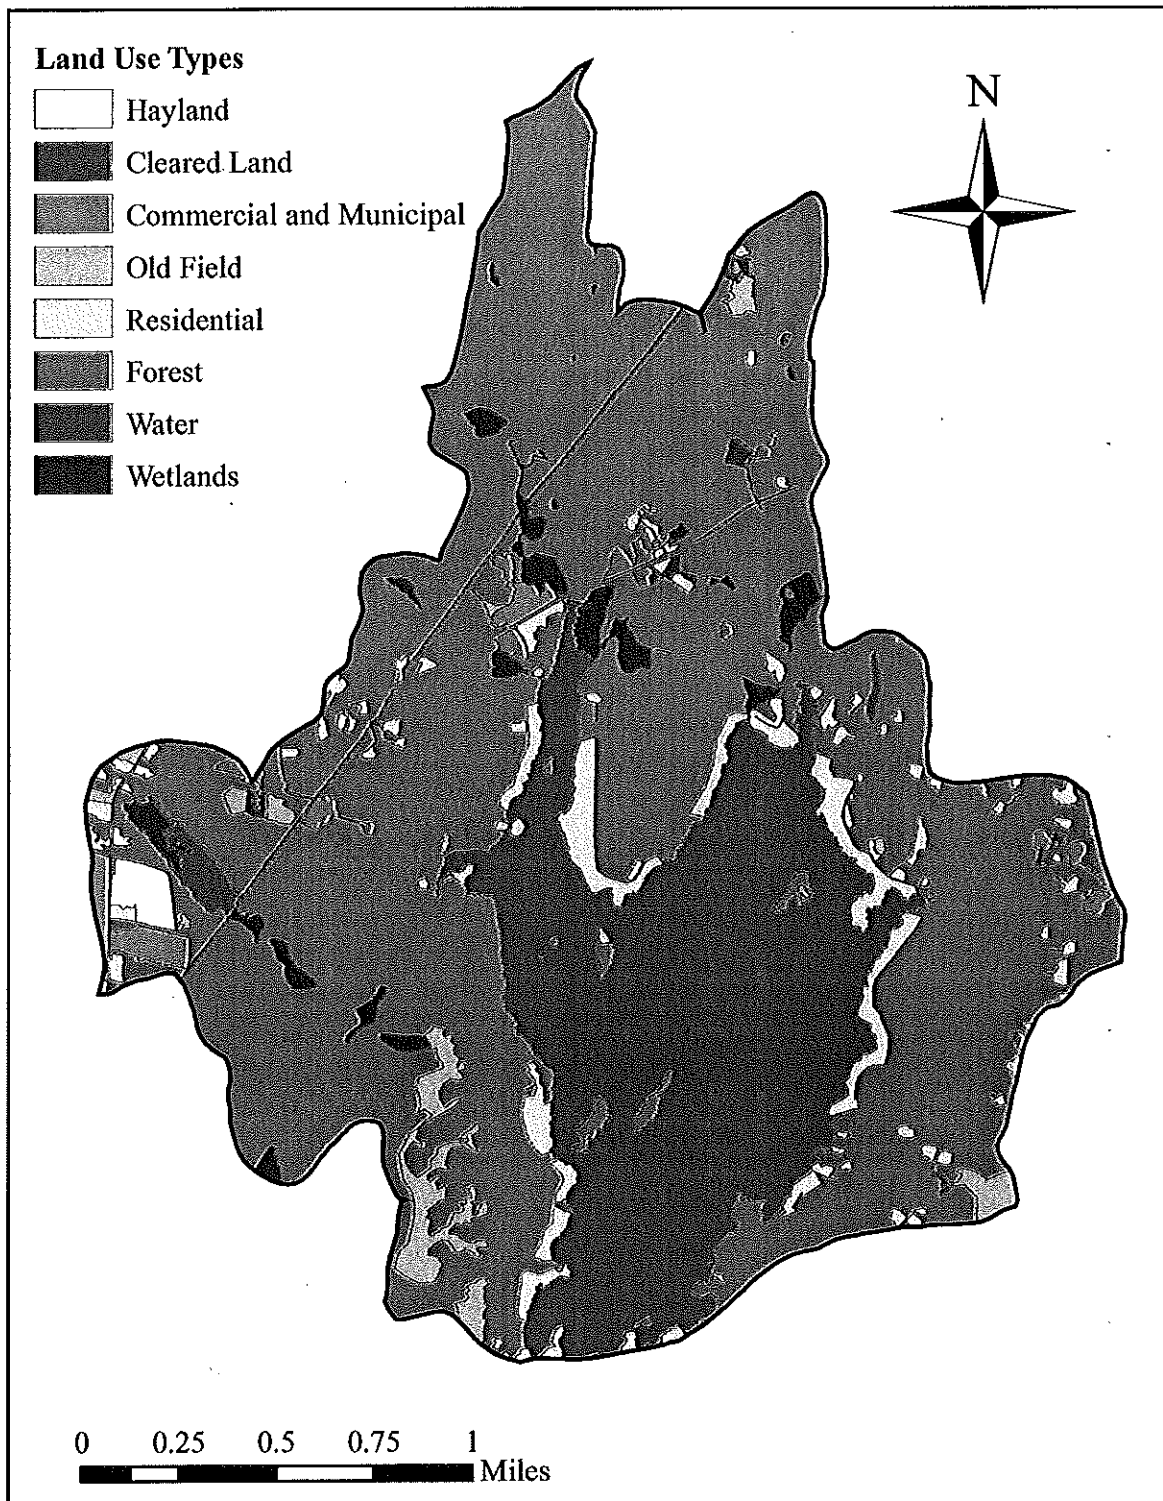 Land Use Types
Hayland
Cleared Land
Commercial and Municipal
Old Field
Residential
Forest
Water
Wetlands
N
0 0.25 0.5 0.75 1
Miles